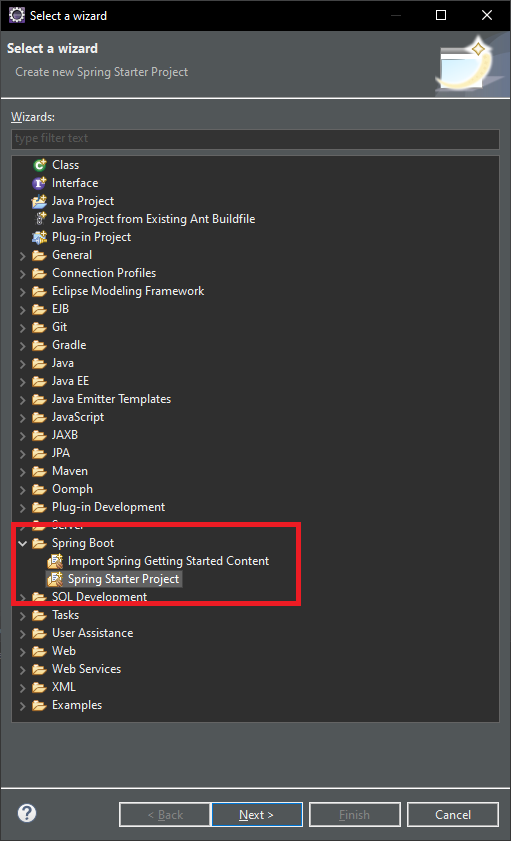 Select a wizard
Select a wizard
Create new Spring Starter Project
Wizards:
type filter text
Class
Interface
Java Project
Java Project from Existing Ant Buildfile
Plug-in Project
General
Connection Profiles
Eclipse Modeling Framework
EJB
Git
Gradle
Java
Java EE
Java Emitter Templates
JavaScript
JAXB
JPA
Maven
Oomph
Plug-in Development
Server
Spring Boot
Import Spring Getting Started Content
Spring Starter Project
SQL Development
Tasks
User Assistance
Web
Web Services
XML
Examples
? < Back Next > Finish Cancel